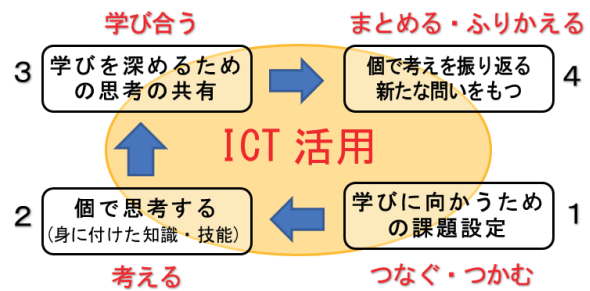 学び合う
まとめる・ふりかえる
3
学びを深めるため
の思考の共有
個で考えを振り返る
新たな問いをもつ
4
ICT 活用
2
個で思考する
(身に付けた知識・技能)
学びに向かうため
の課題設定
1
考える
つなぐ・つかむ